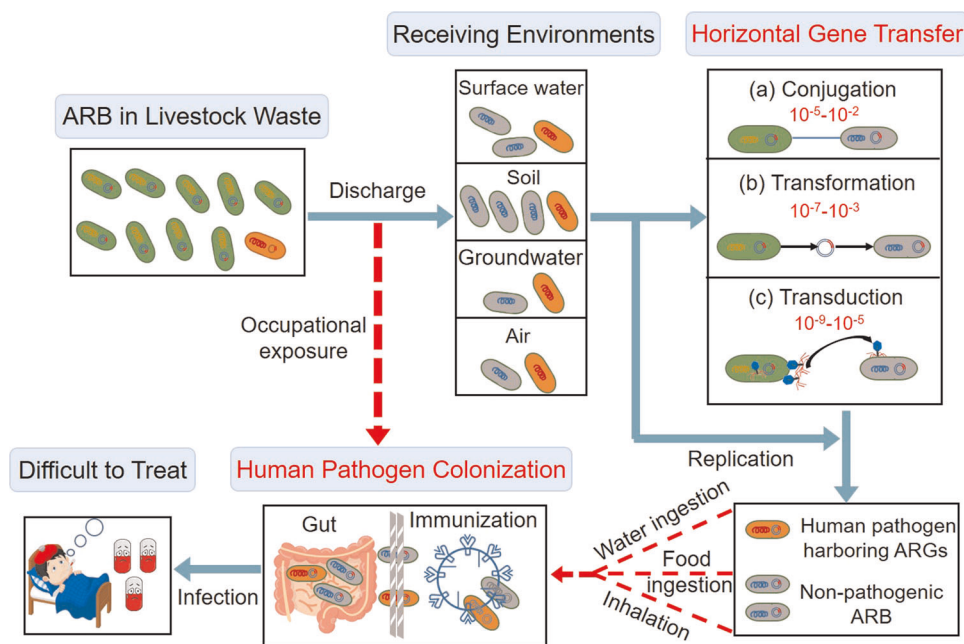 Receiving Environments
Horizontal Gene Transfer
ARB in Livestock Waste
Surface water
Soil
Groundwater
Air
(a) Conjugation
10⁻⁵-10⁻²
(b) Transformation
10⁻⁷-10⁻³
(c) Transduction
10⁻⁹-10⁻⁵
Discharge
Occupational
exposure
Replication
Difficult to Treat
Human Pathogen Colonization
Gut
Immunization
Infection
Water ingestion
Food
ingestion
Inhalation
Human pathogen
harboring ARGs
Non-pathogenic
ARB